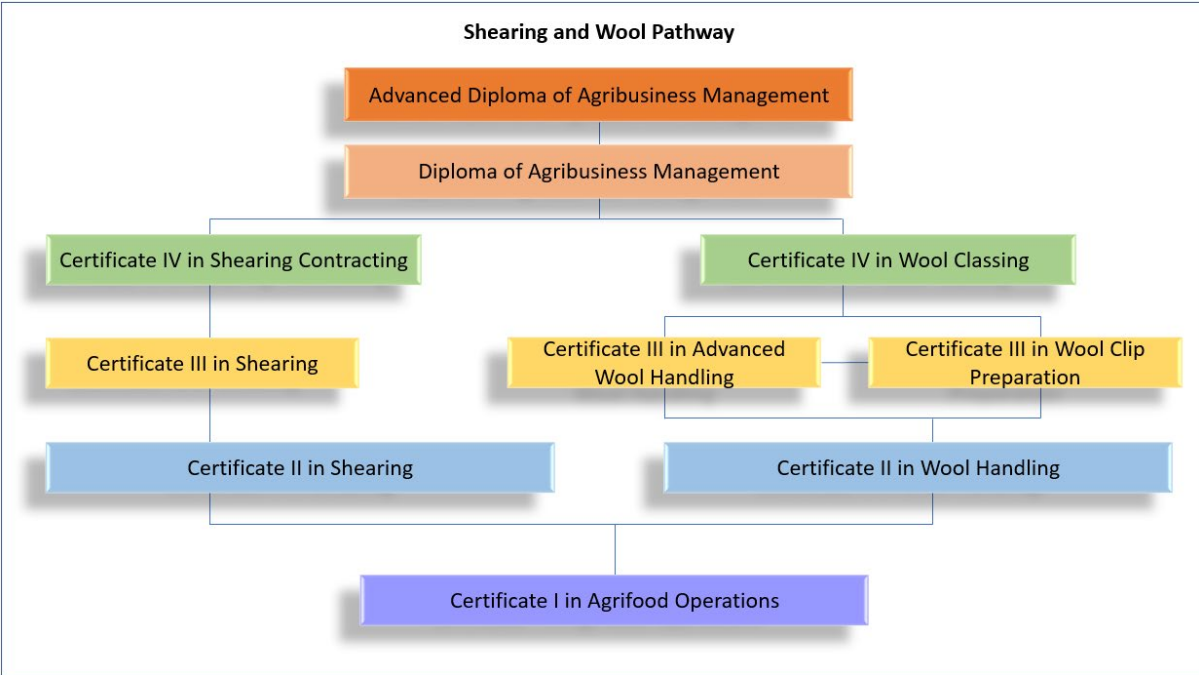 Shearing and Wool Pathway
Advanced Diploma of Agribusiness Management
Diploma of Agribusiness Management
Certificate IV in Shearing Contracting
Certificate IV in Wool Classing
Certificate III in Shearing
Certificate III in Advanced
Wool Handling
Certificate III in Wool Clip
Preparation
Certificate II in Shearing
Certificate II in Wool Handling
Certificate I in Agrifood Operations